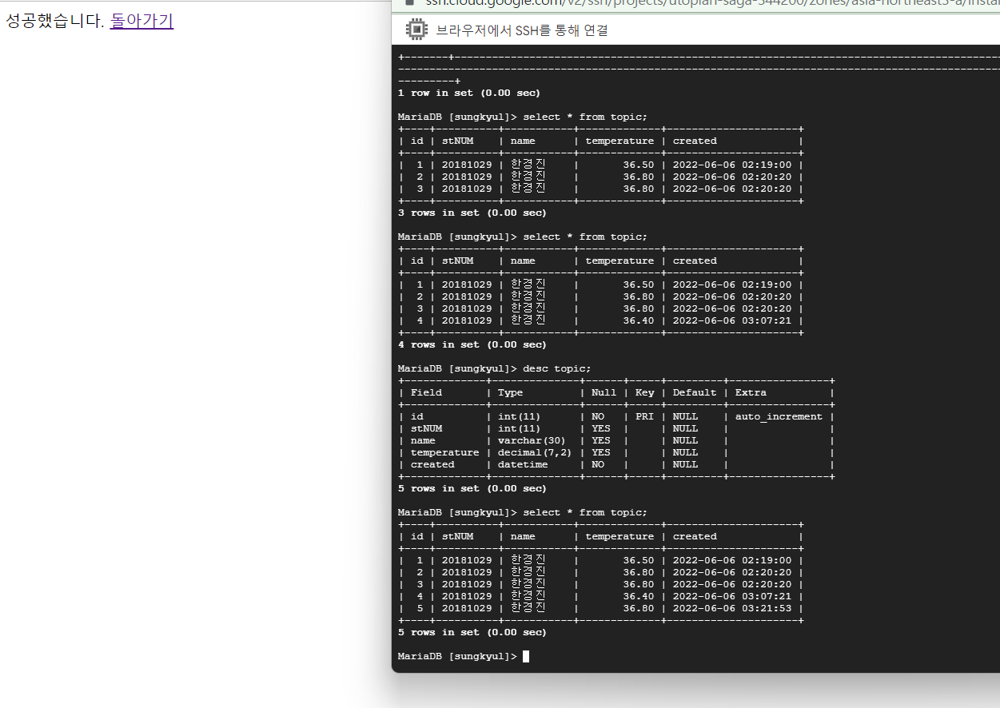 성공했습니다. 돌아가기
ssh.cloud.google.com/v2/ssh/projects/utopian-saga-344200/zones/asia-northeast3-a/instan
브라우저에서 SSH를 통해 연결
+-------+---------------------------------------------------------------------------------------
------------------------------------------------------------------------------------------------
---------+
1 row in set (0.00 sec)
MariaDB [sungkyul]> select * from topic;
+----+----------+-----------+-------------+---------------------+
| id | stNUM    | name      | temperature | created             |
+----+----------+-----------+-------------+---------------------+
|  1 | 20181029 | 한경진    |       36.50 | 2022-06-06 02:19:00 |
|  2 | 20181029 | 한경진    |       36.80 | 2022-06-06 02:20:20 |
|  3 | 20181029 | 한경진    |       36.80 | 2022-06-06 02:20:20 |
+----+----------+-----------+-------------+---------------------+
3 rows in set (0.00 sec)
MariaDB [sungkyul]> select * from topic;
+----+----------+-----------+-------------+---------------------+
| id | stNUM    | name      | temperature | created             |
+----+----------+-----------+-------------+---------------------+
|  1 | 20181029 | 한경진    |       36.50 | 2022-06-06 02:19:00 |
|  2 | 20181029 | 한경진    |       36.80 | 2022-06-06 02:20:20 |
|  3 | 20181029 | 한경진    |       36.80 | 2022-06-06 02:20:20 |
|  4 | 20181029 | 한경진    |       36.40 | 2022-06-06 03:07:21 |
+----+----------+-----------+-------------+---------------------+
4 rows in set (0.00 sec)
MariaDB [sungkyul]> desc topic;
+-------------+--------------+------+-----+---------+----------------+
| Field       | Type         | Null | Key | Default | Extra          |
+-------------+--------------+------+-----+---------+----------------+
| id          | int(11)      | NO   | PRI | NULL    | auto_increment |
| stNUM       | int(11)      | YES  |     | NULL    |                |
| name        | varchar(30)  | YES  |     | NULL    |                |
| temperature | decimal(7,2) | YES  |     | NULL    |                |
| created     | datetime     | NO   |     | NULL    |                |
+-------------+--------------+------+-----+---------+----------------+
5 rows in set (0.00 sec)
MariaDB [sungkyul]> select * from topic;
+----+----------+-----------+-------------+---------------------+
| id | stNUM    | name      | temperature | created             |
+----+----------+-----------+-------------+---------------------+
|  1 | 20181029 | 한경진    |       36.50 | 2022-06-06 02:19:00 |
|  2 | 20181029 | 한경진    |       36.80 | 2022-06-06 02:20:20 |
|  3 | 20181029 | 한경진    |       36.80 | 2022-06-06 02:20:20 |
|  4 | 20181029 | 한경진    |       36.40 | 2022-06-06 03:07:21 |
|  5 | 20181029 | 한경진    |       36.80 | 2022-06-06 03:21:53 |
+----+----------+-----------+-------------+---------------------+
5 rows in set (0.00 sec)
MariaDB [sungkyul]>